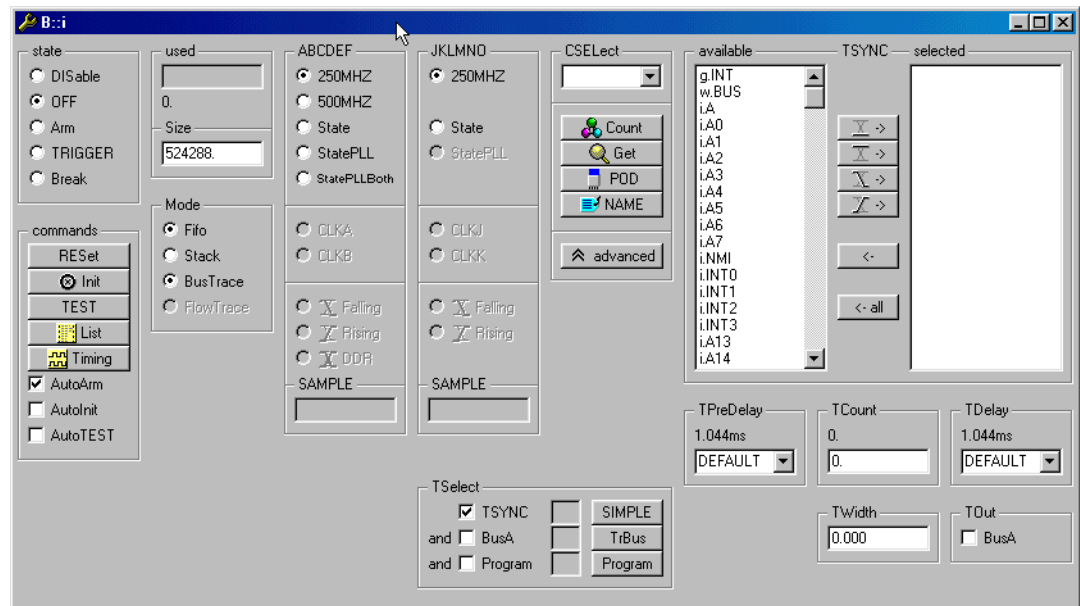 B::i
state
DISable
OFF
Arm
TRIGGER
Break
commands
RESet
Init
TEST
List
Timing
AutoArm
AutoInit
AutoTEST
used
0.
Size
524288.
Mode
Fifo
Stack
BusTrace
FlowTrace
ABCDEF
250MHZ
500MHZ
State
StatePLL
StatePLLBoth
CLKA
CLKB
Falling
Rising
DDR
SAMPLE
JKLMNO
250MHZ
State
StatePLL
CLKJ
CLKK
Falling
Rising
SAMPLE
CSELect
Count
Get
POD
NAME
advanced
available
TSYNC
selected
g.INT
w.BUS
i.A
i.A0
i.A1
i.A2
i.A3
i.A4
i.A5
i.A6
i.A7
i.NMI
i.INT0
i.INT1
i.INT2
i.INT3
i.A13
i.A14
->
->
->
->
<-
<- all
TPreDelay
1.044ms
DEFAULT
TCount
0.
0.
TDelay
1.044ms
DEFAULT
TSelect
TSYNC
SIMPLE
and BusA
TrBus
and Program
Program
TWidth
0.000
TOut
BusA